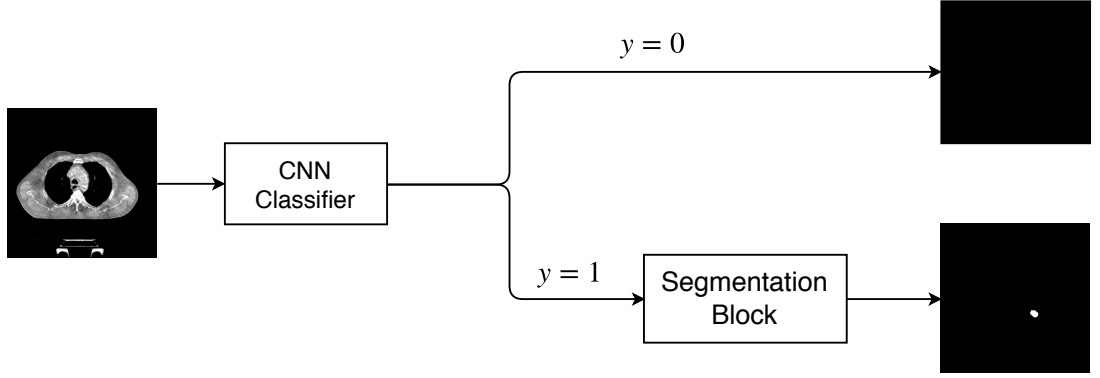 y = 0
CNN
Classifier
y = 1
Segmentation
Block